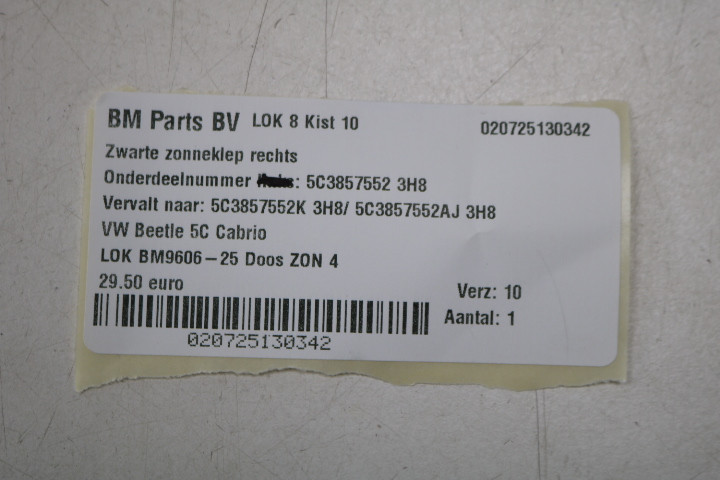 BM Parts BV LOK 8 Kist 10 020725130342
Zwarte zonneklep rechts
Onderdeelnummer : 5C3857552 3H8
Vervalt naar: 5C3857552K 3H8/ 5C3857552AJ 3H8
VW Beetle 5C Cabrio
LOK BM9606-25 Doos ZON 4
29.50 euro
Verz: 10
Aantal: 1
020725130342